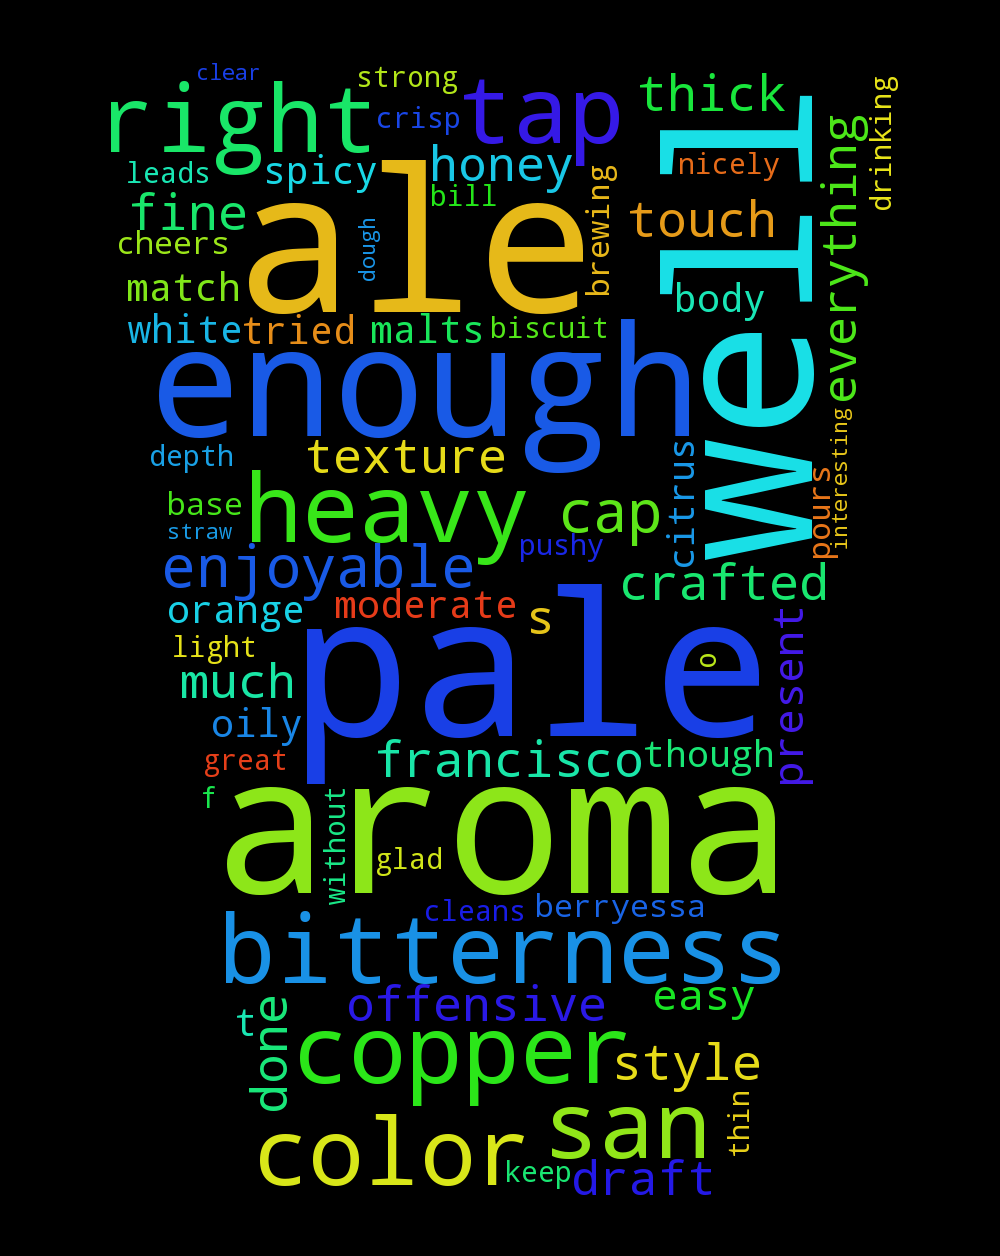 clear
strong
right
tap
thick
drinking
crisp
well
everything
leads
spicy
honey
nicely
ale
bill
brewing
fine
touch
cheers
dough
match
body
white
tried
malts
biscuit
enough
interesting
depth
texture
citrus
pours
base
heavy
cap
straw
pushy
enjoyable
crafted
orange
moderate
s
light
pale
o
present
much
oily
great
francisco
though
f
aroma
without
glad
cleans
berryessa
bitterness
t
done
offensive
easy
copper
style
san
thin
color
keep
draft